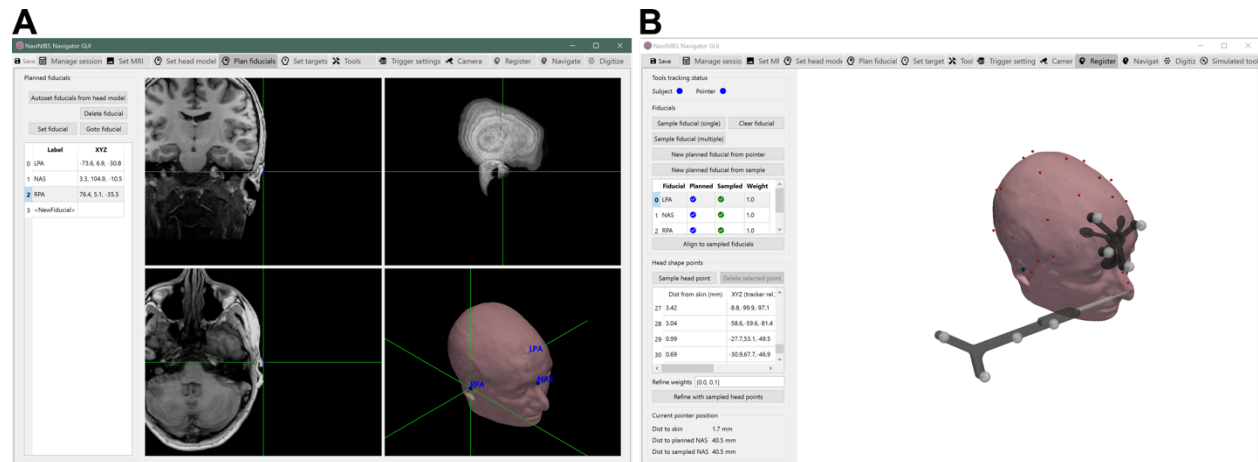 A
NaviNIBS Navigator GUI
Save Manage session Set MRI Set head model Plan fiducials Set targets Tools Trigger settings Camera Register Navigate Digitize
Planned fiducials
Autoset fiducials from head model
Delete fiducial
Set fiducial Goto fiducial
Label XYZ
0 LPA -73.6, 6.9, -30.8
1 NAS 3.3, 104.9, -10.5
2 RPA 76.4, 5.1, -35.5
3 <NewFiducial>
LPA
RPA NAS
B
NaviNIBS Navigator GUI
Save Manage session Set MF Set head mode Plan fiducial Set target Tool Trigger setting Camer Register Navigat Digitiz Simulated tool
Tools tracking status
Subject Pointer
Fiducials
Sample fiducial (single) Clear fiducial
Sample fiducial (multiple)
New planned fiducial from pointer
New planned fiducial from sample
Fiducial Planned Sampled Weight
0 LPA 1.0
1 NAS 1.0
2 RPA 1.0
Align to sampled fiducials
Head shape points
Sample head point Delete selected point
Dist from skin (mm) XYZ (tracker rel.
27 3.42 -8.8,-99.9,-97.1
28 3.04 -58.6,-59.6,-81.4
29 0.99 -27.7,53.1,-49.5
30 0.69 -30.9,67.7,-46.9
Refine weights [0.0, 0.1]
Refine with sampled head points
Current pointer position
Dist to skin 1.7 mm
Dist to planned NAS 40.5 mm
Dist to sampled NAS 40.5 mm